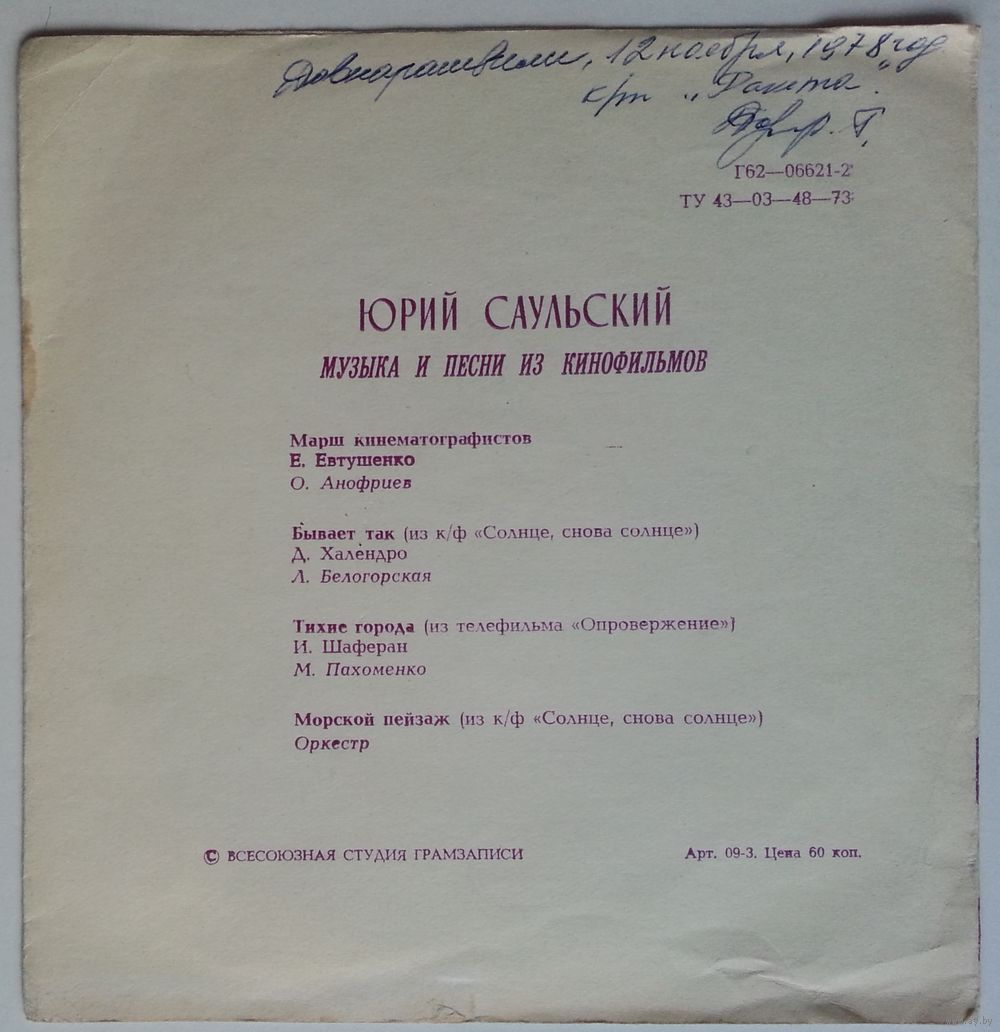 12 ноября, 1978 год
к/т „Ракета".
Г62—06621-2
ТУ 43—03—48—73
ЮРИЙ САУЛЬСКИЙ
МУЗЫКА И ПЕСНИ ИЗ КИНОФИЛЬМОВ
Марш кинематографистов
Е. Евтушенко
О. Анофриев
Бывает так (из к/ф «Солнце, снова солнце»)
Д. Халендро
Л. Белогорская
Тихие города (из телефильма «Опровержение»)
И. Шаферан
М. Пахоменко
Морской пейзаж (из к/ф «Солнце, снова солнце»)
Оркестр
© ВСЕСОЮЗНАЯ СТУДИЯ ГРАМЗАПИСИ Арт. 09-3. Цена 60 коп.